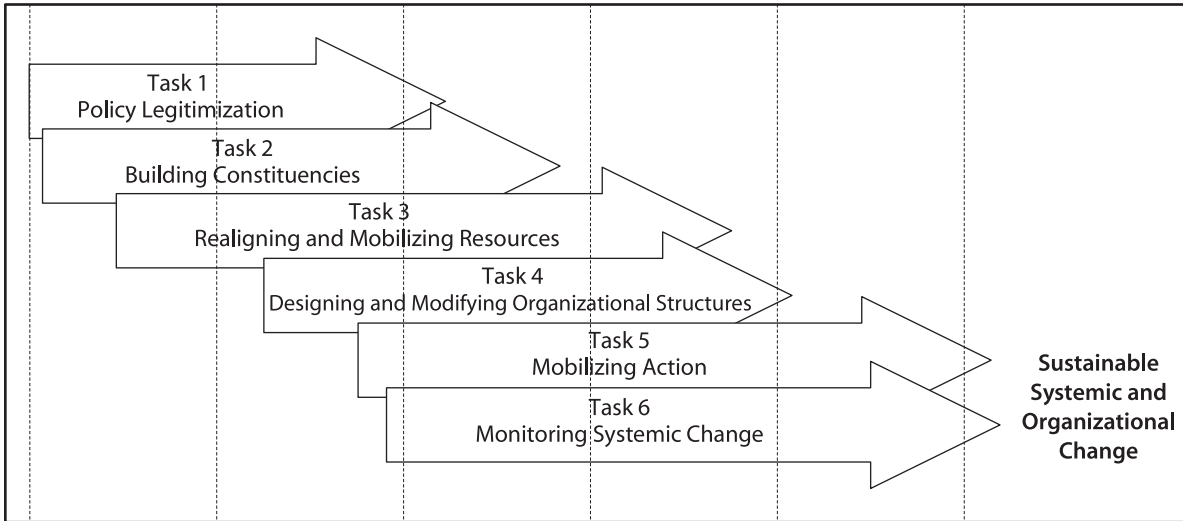 Task 1
Policy Legitimization
Task 2
Building Constituencies
Task 3
Realigning and Mobilizing Resources
Task 4
Designing and Modifying Organizational Structures
Task 5
Mobilizing Action
Task 6
Monitoring Systemic Change
Sustainable
Systemic and
Organizational
Change